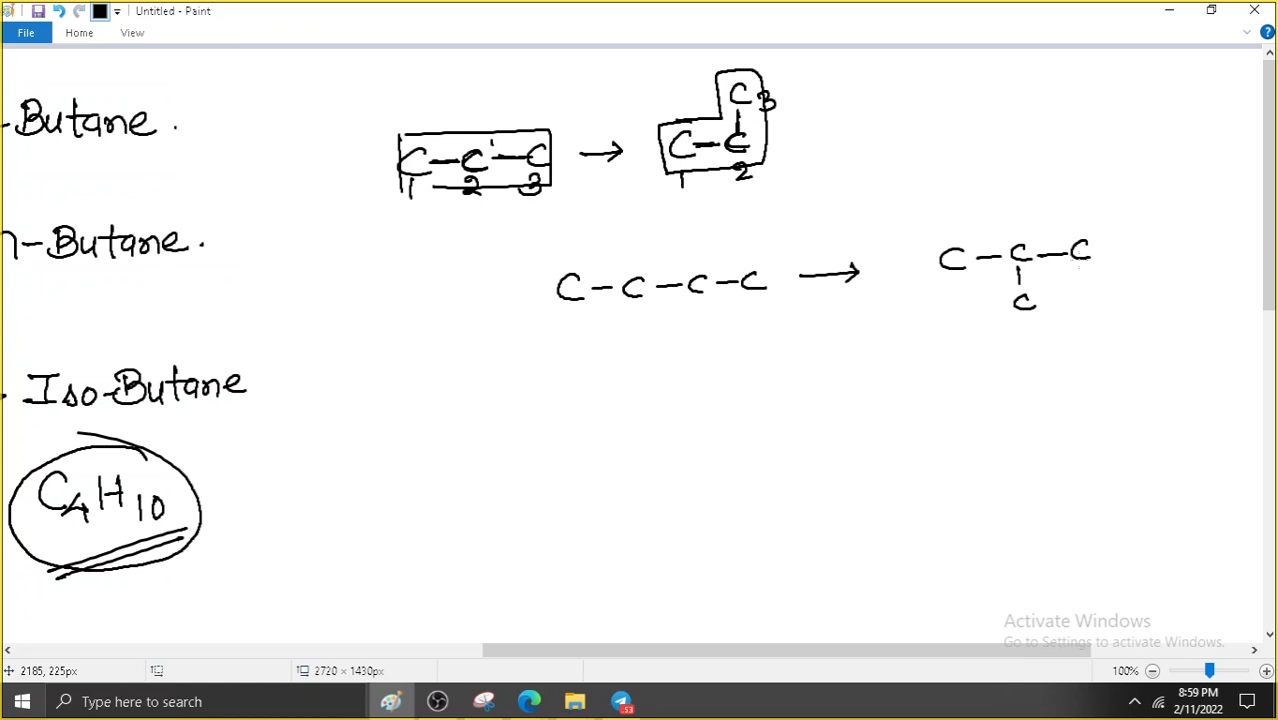 Untitled - Paint
File Home View
-Butane.
C-C-C → C-C
C 3
1 2 3
1 2
n-Butane.
C-C-C-C → C-C-C
C
Iso-Butane
C4H10
Activate Windows
Go to Settings to activate Windows.
2185, 225px
2720 × 1430px
100%
Type here to search
53
8:59 PM
2/11/2022